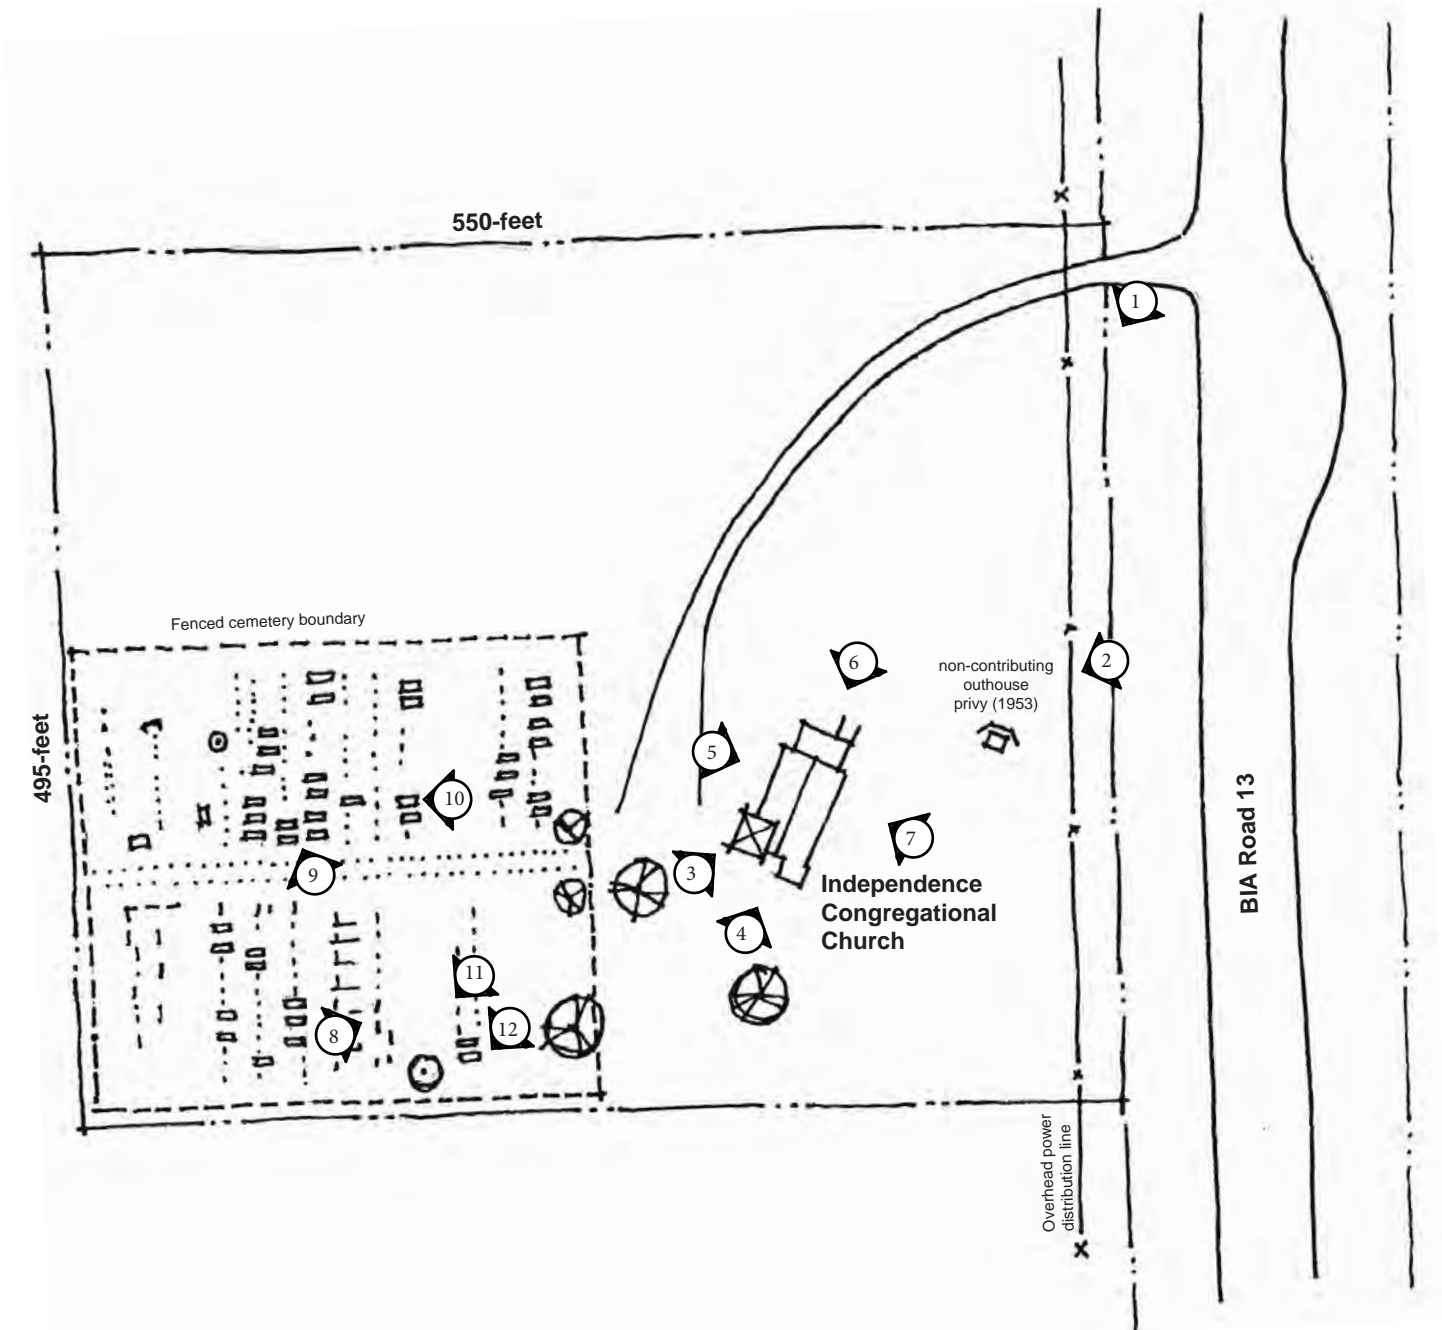 550-feet
1
Fenced cemetery boundary
6
non-contributing
outhouse
privy (1953)
2
495-feet
5
10
BIA Road 13
7
9
3
Independence
Congregational
Church
4
11
12
8
Overhead power
distribution line